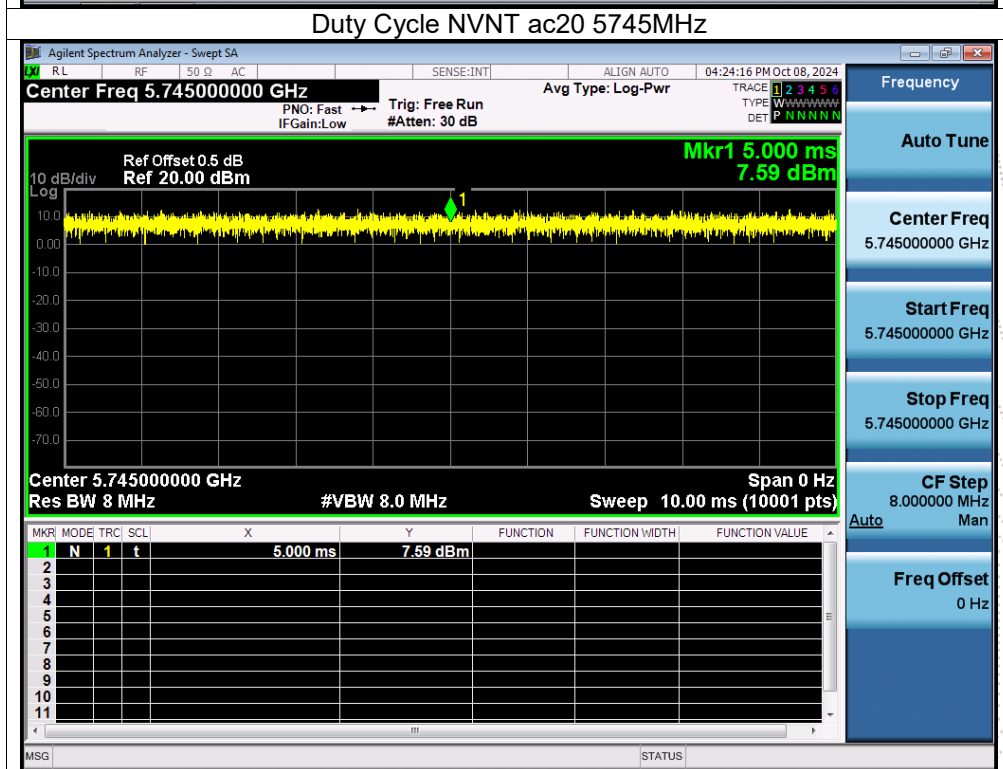 Duty Cycle NVNT ac20 5745MHz
Agilent Spectrum Analyzer - Swept SA
LXI RL RF 50 Ω AC SENSE:INT ALIGN AUTO 04:24:16 PM Oct 08, 2024
Center Freq 5.745000000 GHz
PNO: Fast
IFGain:Low
Trig: Free Run
#Atten: 30 dB
Avg Type: Log-Pwr
TRACE 1 2 3 4 5 6
TYPE WWWWWW
DET P N N N N N
Frequency
Mkr1 5.000 ms
7.59 dBm
Ref Offset 0.5 dB
10 dB/div Ref 20.00 dBm
Log
1
10.0
0.00
-10.0
-20.0
-30.0
-40.0
-50.0
-60.0
-70.0
Center 5.745000000 GHz Span 0 Hz
Res BW 8 MHz #VBW 8.0 MHz Sweep 10.00 ms (10001 pts)
MKR MODE TRC SCL X Y FUNCTION FUNCTION WIDTH FUNCTION VALUE
1 N 1 t 5.000 ms 7.59 dBm
2
3
4
5
6
7
8
9
10
11
Auto Tune
Center Freq
5.745000000 GHz
Start Freq
5.745000000 GHz
Stop Freq
5.745000000 GHz
CF Step
8.000000 MHz
Auto Man
Freq Offset
0 Hz
MSG STATUS